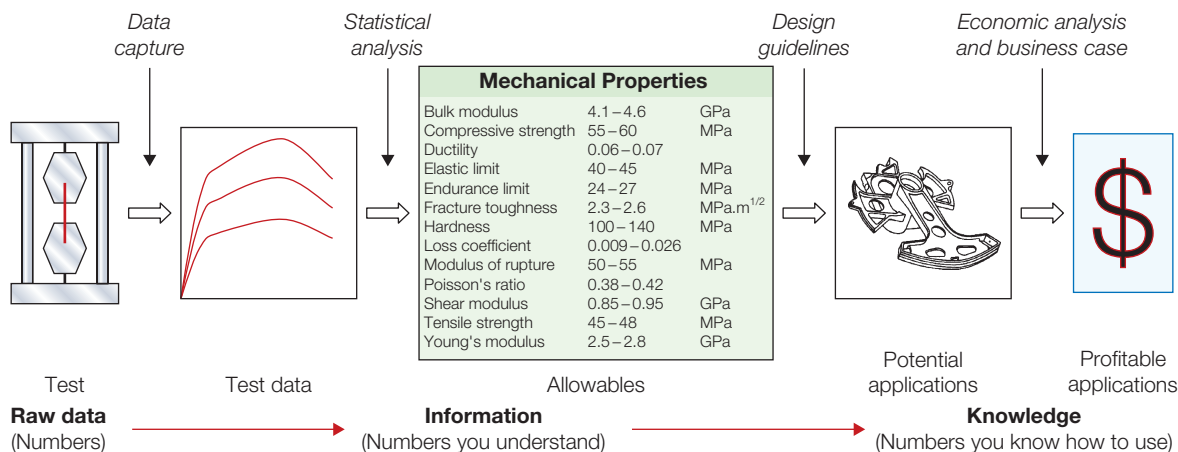 Data
capture
Statistical
analysis
Design
guidelines
Economic analysis
and business case
Mechanical Properties
Bulk modulus 4.1–4.6 GPa
Compressive strength 55–60 MPa
Ductility 0.06–0.07
Elastic limit 40–45 MPa
Endurance limit 24–27 MPa
Fracture toughness 2.3–2.6 MPa.m^1/2
Hardness 100–140 MPa
Loss coefficient 0.009–0.026
Modulus of rupture 50–55 MPa
Poisson's ratio 0.38–0.42
Shear modulus 0.85–0.95 GPa
Tensile strength 45–48 MPa
Young's modulus 2.5–2.8 GPa
$
Test
Test data
Allowables
Potential
applications
Profitable
applications
Raw data
(Numbers)
Information
(Numbers you understand)
Knowledge
(Numbers you know how to use)